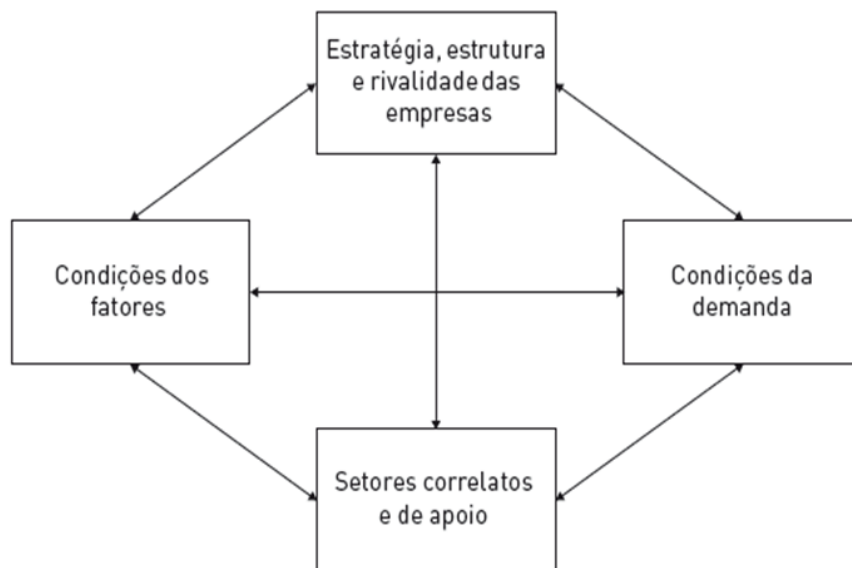 Estratégia, estrutura
e rivalidade das
empresas
Condições dos
fatores
Condições da
demanda
Setores correlatos
e de apoio